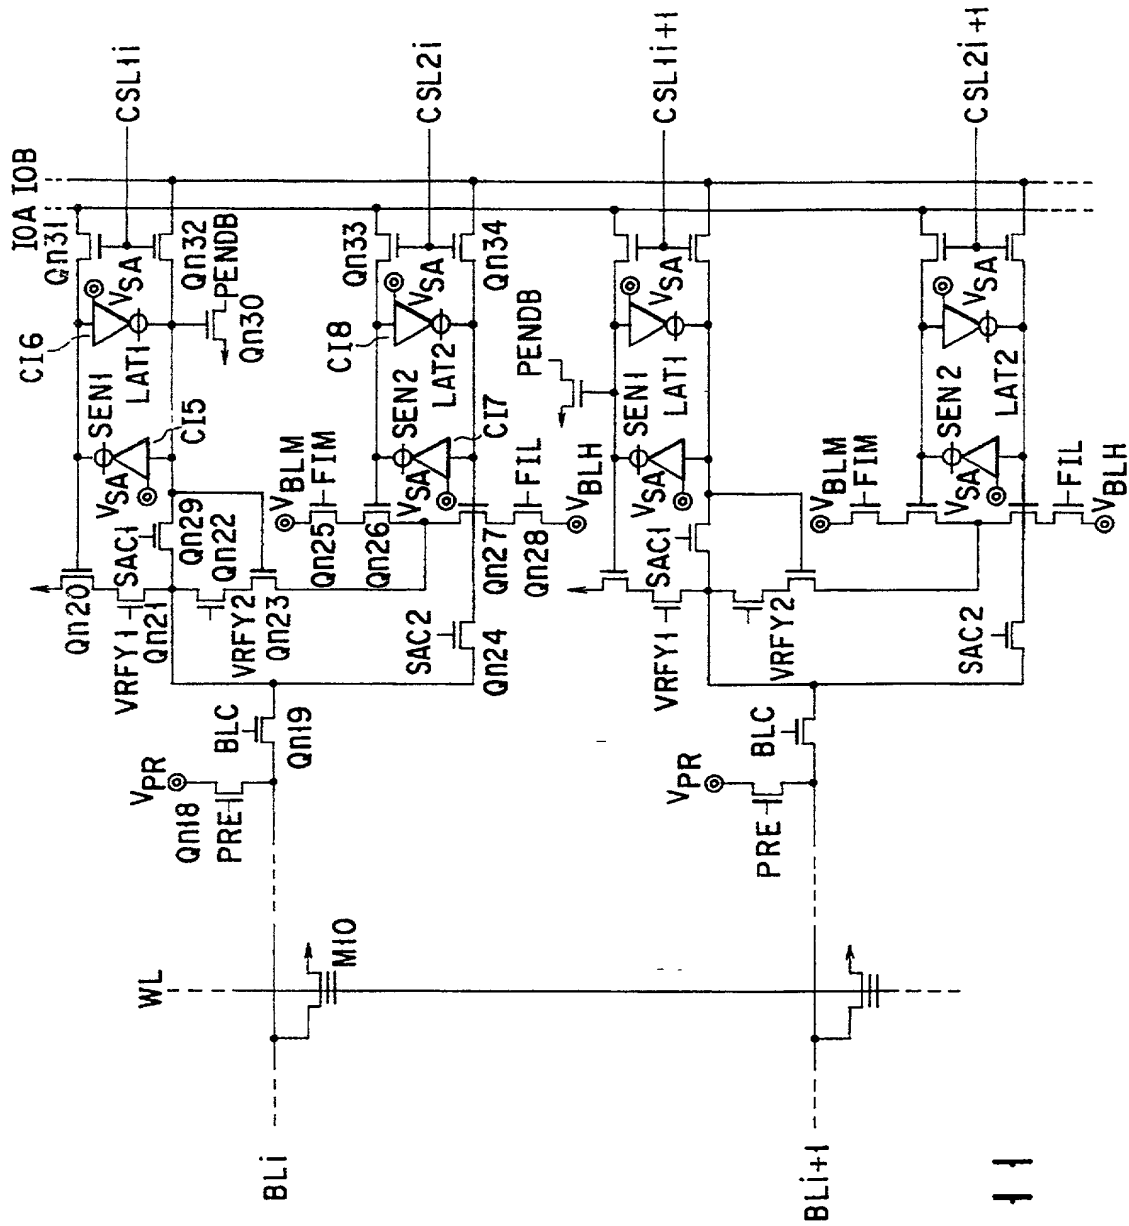 IOA IOB
Qn31
CSL1i
CI6
Qn32
VSA
PENDB
LAT1
Qn30
SEN1
CI5
VSA
Qn20
SAC1
Qn29
Qn22
VRFY1
Qn21
VRFY2
Qn23
Qn33
CSL2i
VSA
Qn34
CI8
LAT2
SEN2
CI7
VBLM
FIM
VSA
Qn25
Qn26
FIL
VBLH
Qn27
Qn28
SAC2
Qn24
BLC
Qn19
VPR
Qn18
PRE
WL
M10
BLi
PENDB
CSL1i+1
VSA
LAT1
SEN1
VSA
SAC1
VRFY1
VRFY2
CSL2i+1
VSA
LAT2
SEN2
VBLM
FIM
VSA
FIL
VBLH
SAC2
BLC
VPR
PRE
BLi+1